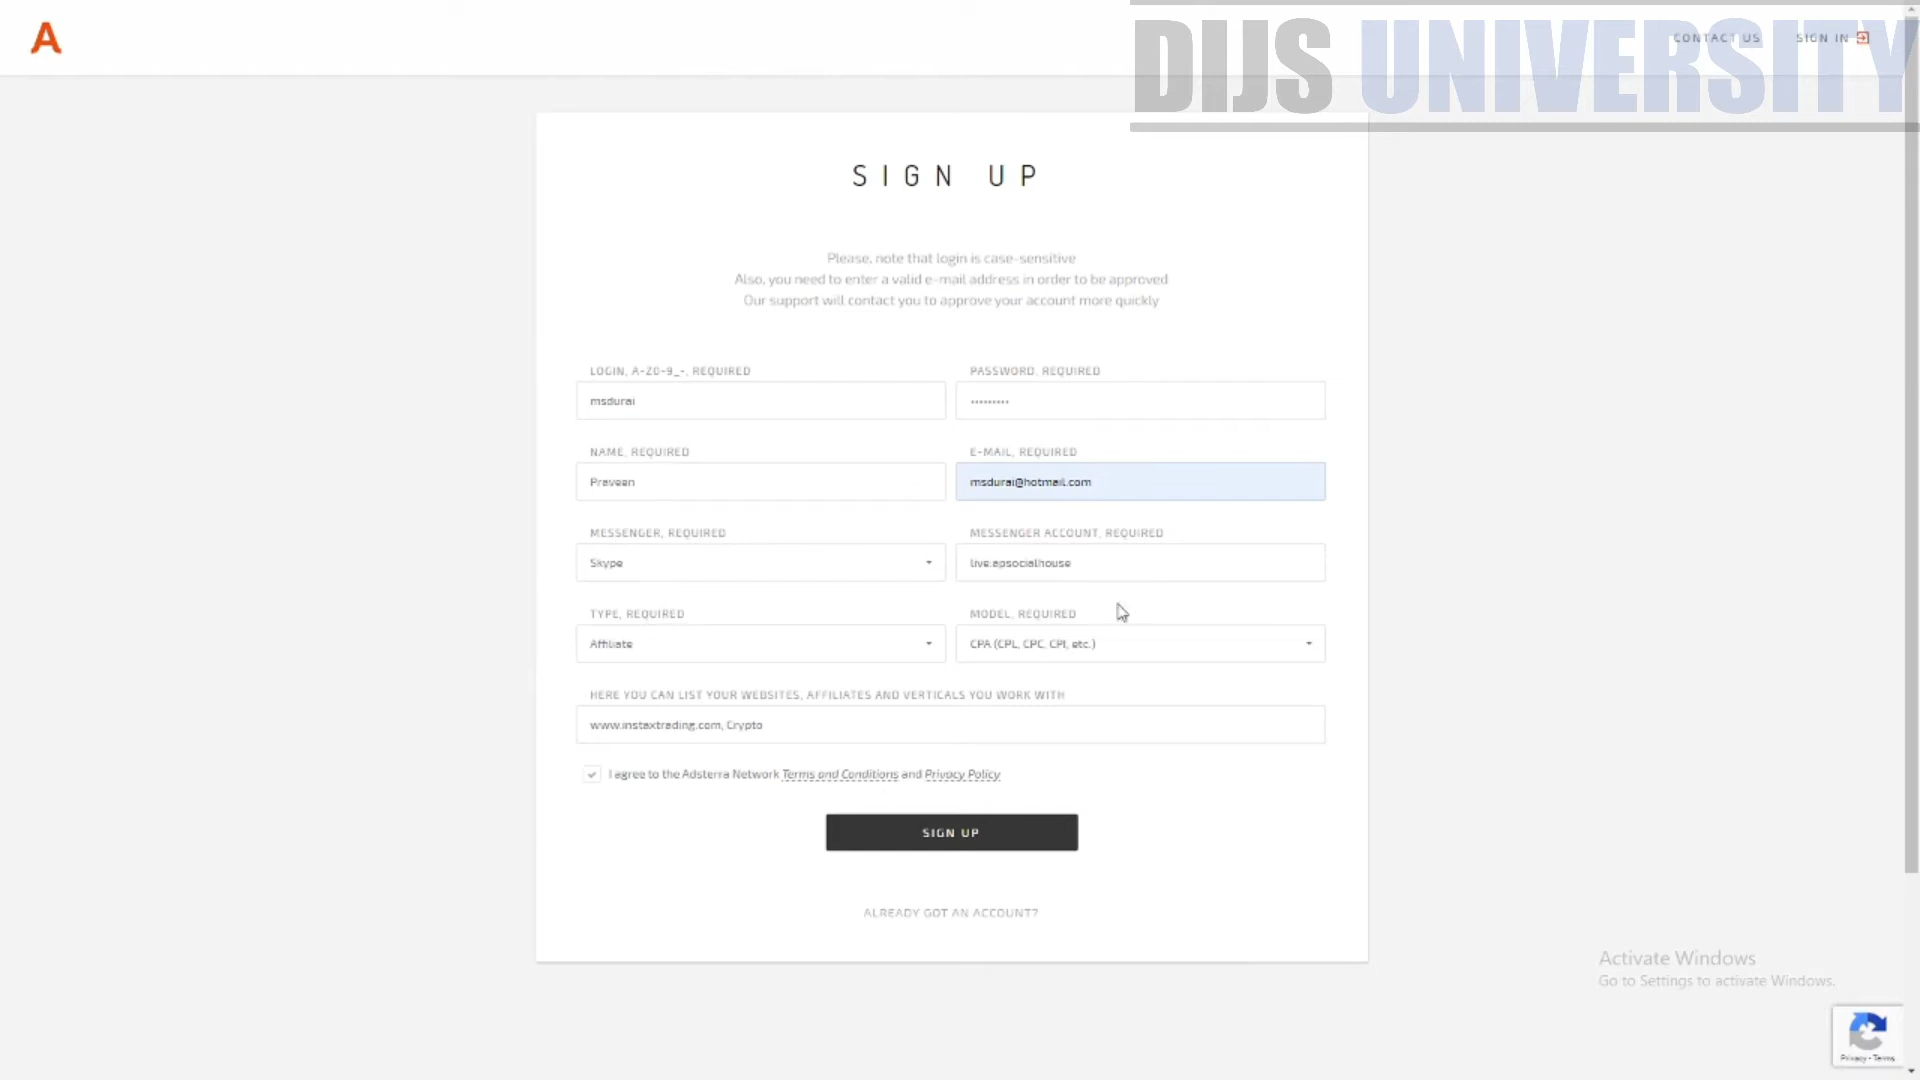 A
DIJS UNIVERSITY
CONTACT US
SIGN IN
SIGN UP
Please, note that login is case-sensitive
Also, you need to enter a valid e-mail address in order to be approved
Our support will contact you to approve your account more quickly
LOGIN, A-Z0-9_-, REQUIRED
PASSWORD, REQUIRED
msdurai
•••••••••
NAME, REQUIRED
E-MAIL, REQUIRED
Praveen
msdurai@hotmail.com
MESSENGER, REQUIRED
MESSENGER ACCOUNT, REQUIRED
Skype
live:apsocialhouse
TYPE, REQUIRED
MODEL, REQUIRED
Affiliate
CPA (CPL, CPC, CPI, etc.)
HERE YOU CAN LIST YOUR WEBSITES, AFFILIATES AND VERTICALS YOU WORK WITH
www.instaxtrading.com, Crypto
I agree to the Adsterra Network Terms and Conditions and Privacy Policy
SIGN UP
ALREADY GOT AN ACCOUNT?
Activate Windows
Go to Settings to activate Windows.
Privacy - Terms